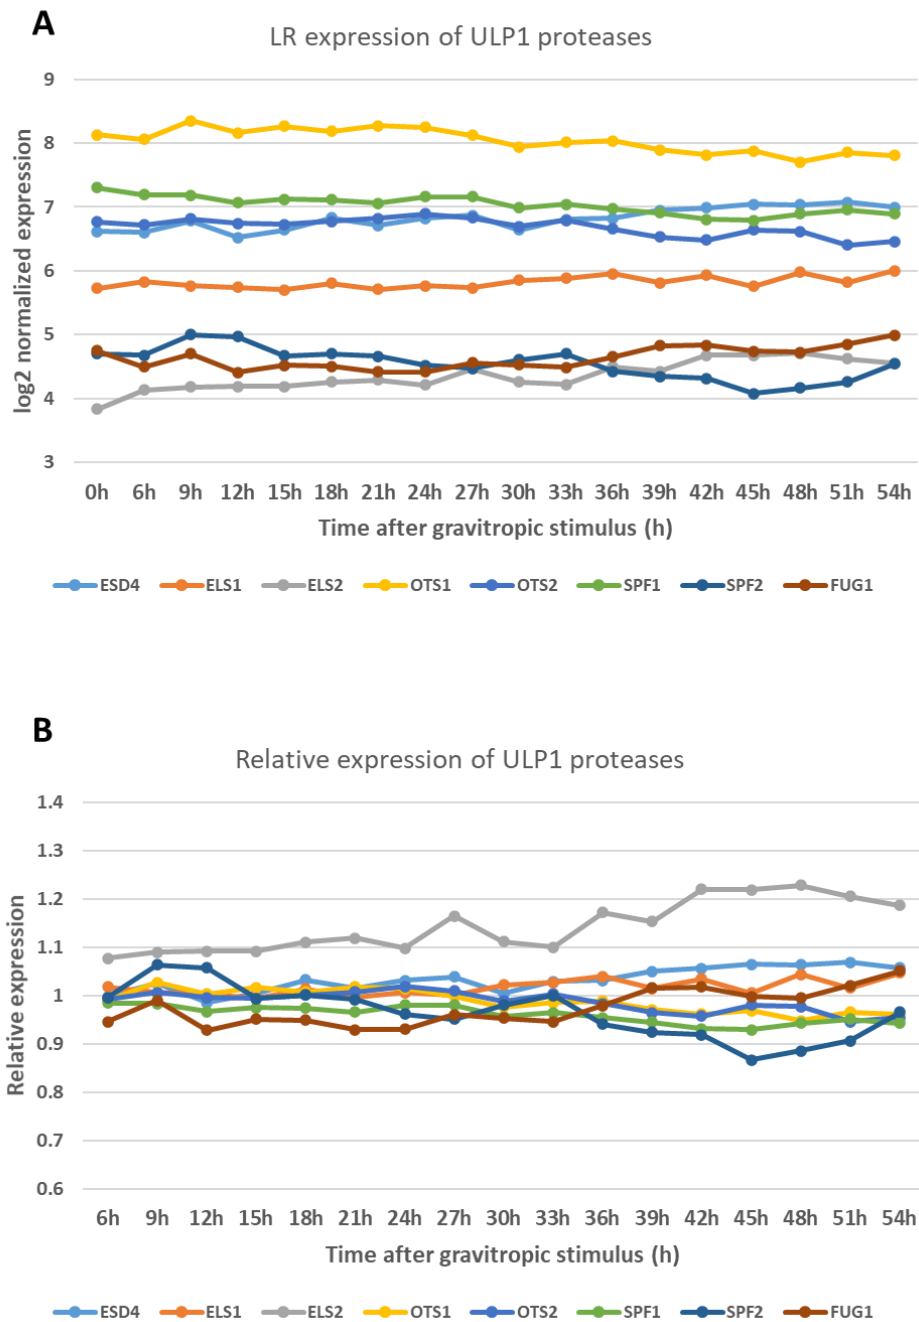 A
LR expression of ULP1 proteases
log2 normalized expression
9
8
7
6
5
4
3
0h 6h 9h 12h 15h 18h 21h 24h 27h 30h 33h 36h 39h 42h 45h 48h 51h 54h
Time after gravitropic stimulus (h)
ESD4 ELS1 ELS2 OTS1 OTS2 SPF1 SPF2 FUG1
B
Relative expression of ULP1 proteases
Relative expression
1.4
1.3
1.2
1.1
1
0.9
0.8
0.7
0.6
6h 9h 12h 15h 18h 21h 24h 27h 30h 33h 36h 39h 42h 45h 48h 51h 54h
Time after gravitropic stimulus (h)
ESD4 ELS1 ELS2 OTS1 OTS2 SPF1 SPF2 FUG1